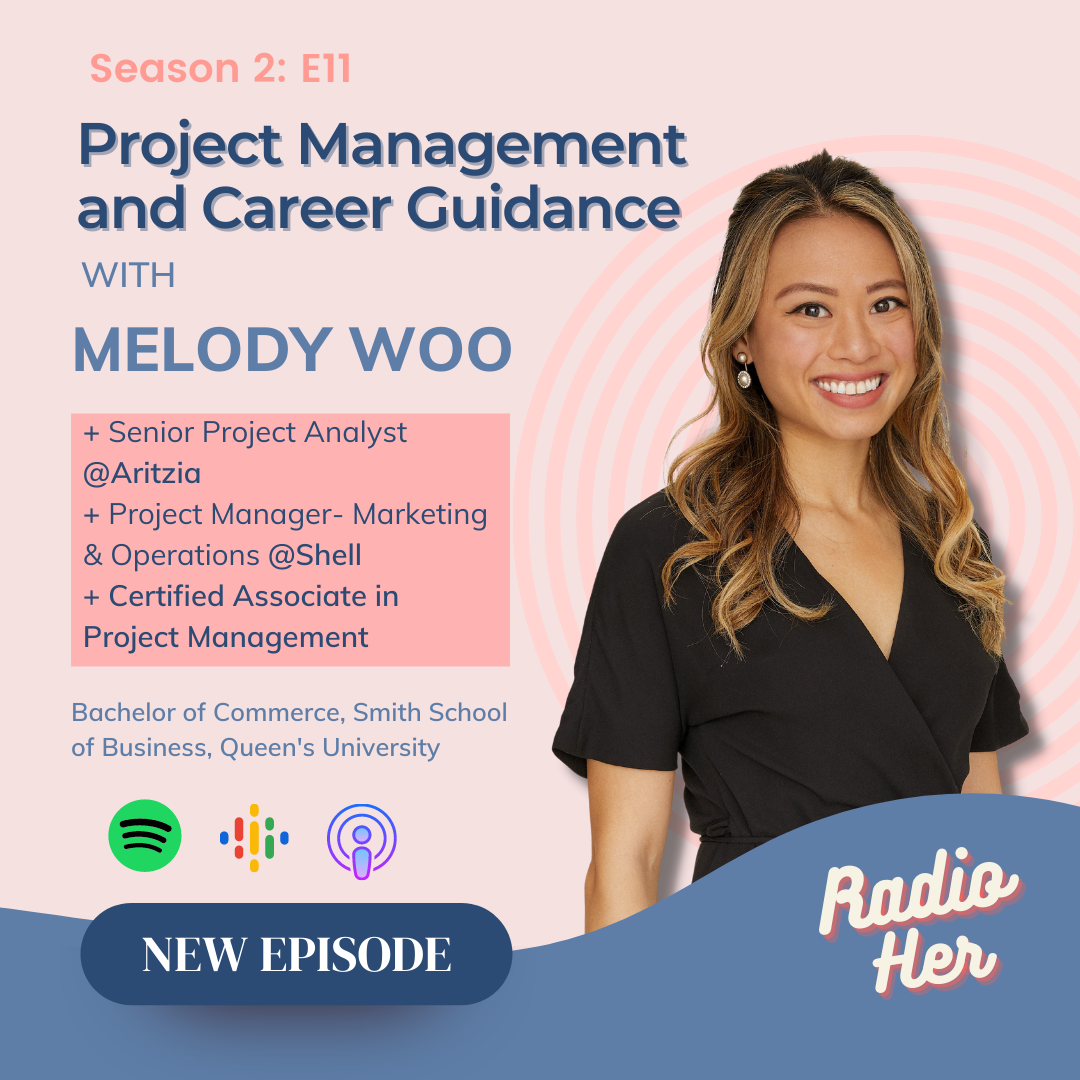 Season 2: E11
Project Management
and Career Guidance
WITH
MELODY WOO
+ Senior Project Analyst
@Aritzia
+ Project Manager- Marketing
& Operations @Shell
+ Certified Associate in
Project Management
Bachelor of Commerce, Smith School
of Business, Queen's University
NEW EPISODE
Radio
Her